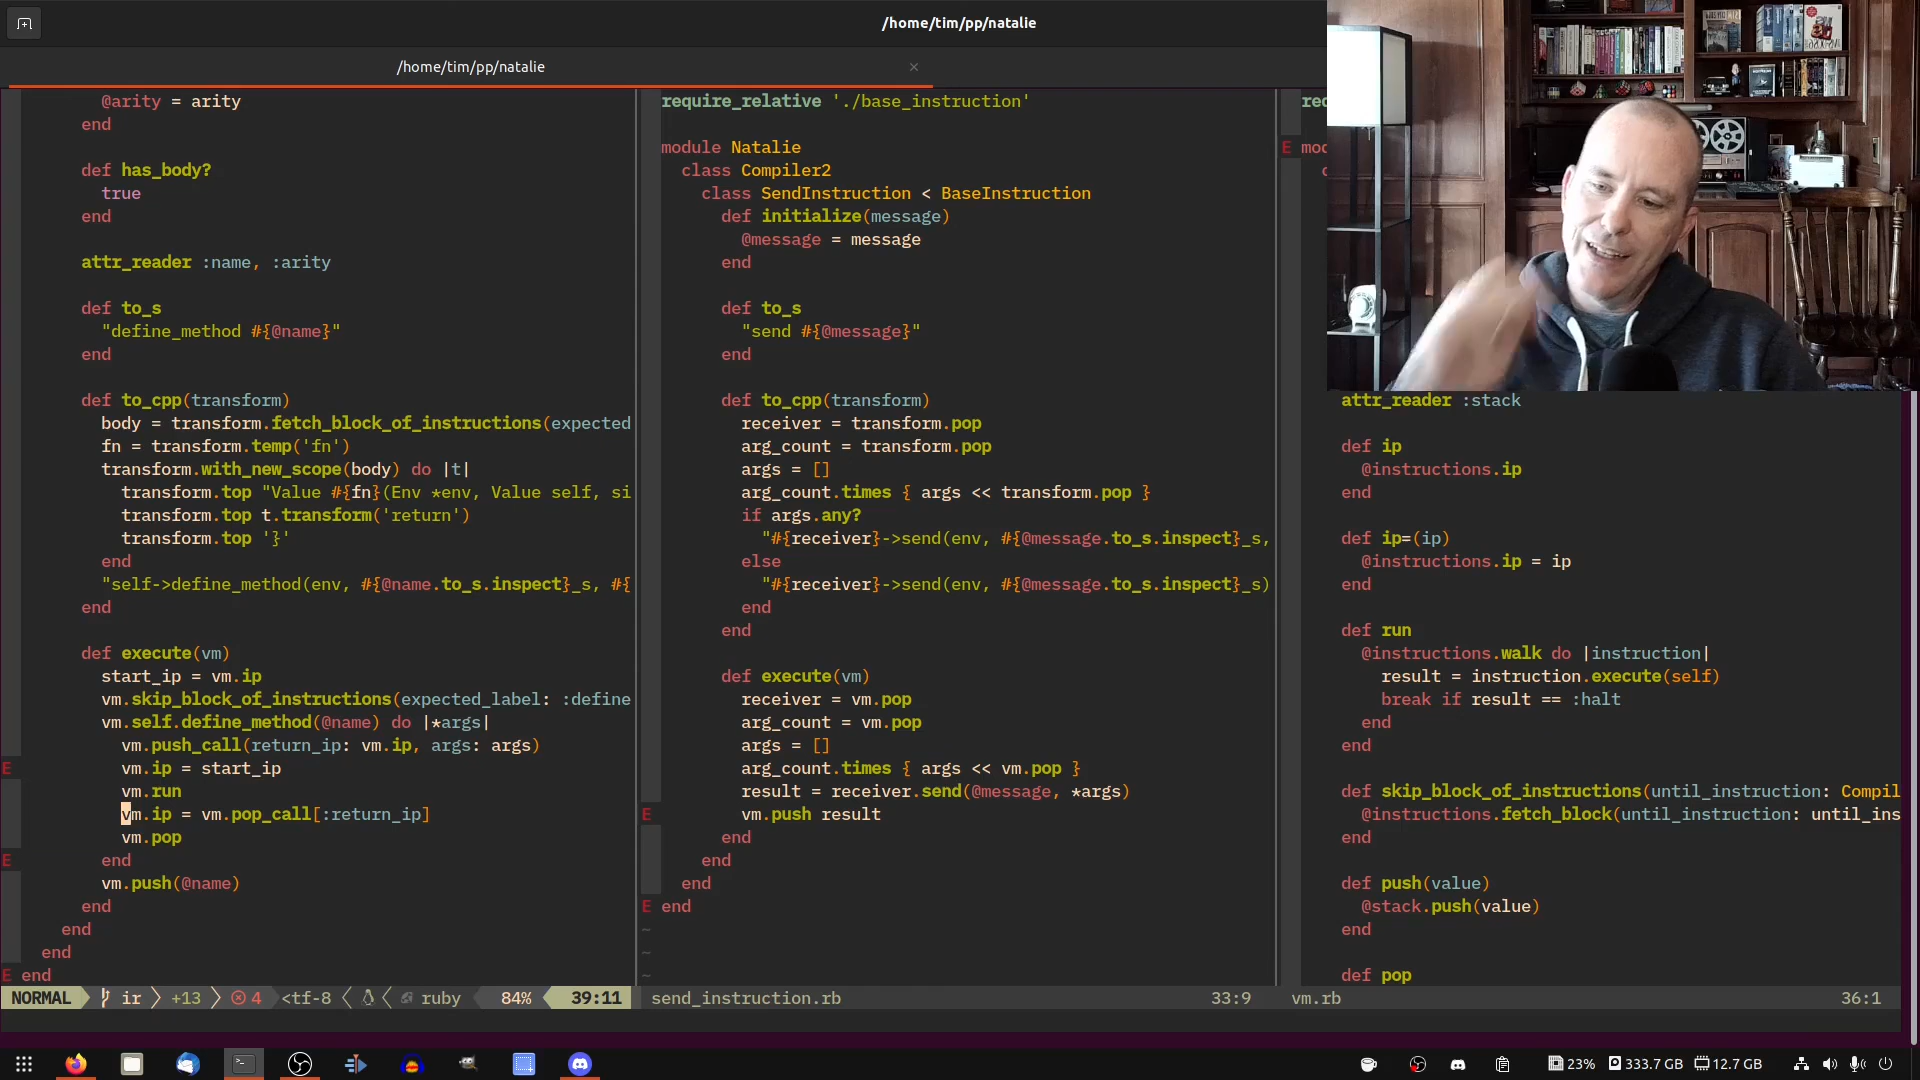 /home/tim/pp/natalie
/home/tim/pp/natalie ×
@arity = arity
end
def has_body?
true
end
attr_reader :name, :arity
def to_s
"define_method #{@name}"
end
def to_cpp(transform)
body = transform.fetch_block_of_instructions(expected
fn = transform.temp('fn')
transform.with_new_scope(body) do |t|
transform.top "Value #{fn}(Env *env, Value self, si
transform.top t.transform('return')
transform.top '}'
end
"self->define_method(env, #{@name.to_s.inspect}_s, #{
end
def execute(vm)
start_ip = vm.ip
vm.skip_block_of_instructions(expected_label: :define
vm.self.define_method(@name) do |*args|
vm.push_call(return_ip: vm.ip, args: args)
E vm.ip = start_ip
vm.run
vm.ip = vm.pop_call[:return_ip]
vm.pop
E end
vm.push(@name)
end
end
end
E end
NORMAL ir +13 4 <tf-8 ruby 84% 39:11
require_relative './base_instruction'
module Natalie
class Compiler2
class SendInstruction < BaseInstruction
def initialize(message)
@message = message
end
def to_s
"send #{@message}"
end
def to_cpp(transform)
receiver = transform.pop
arg_count = transform.pop
args = []
arg_count.times { args << transform.pop }
if args.any?
"#{receiver}->send(env, #{@message.to_s.inspect}_s,
else
"#{receiver}->send(env, #{@message.to_s.inspect}_s)
end
end
def execute(vm)
receiver = vm.pop
arg_count = vm.pop
args = []
arg_count.times { args << vm.pop }
result = receiver.send(@message, *args)
E vm.push result
end
end
end
E end
~
~
~
send_instruction.rb 33:9
req
E mod
c
attr_reader :stack
def ip
@instructions.ip
end
def ip=(ip)
@instructions.ip = ip
end
def run
@instructions.walk do |instruction|
result = instruction.execute(self)
break if result == :halt
end
end
def skip_block_of_instructions(until_instruction: Compil
@instructions.fetch_block(until_instruction: until_ins
end
def push(value)
@stack.push(value)
end
def pop
vm.rb 36:1
23% 333.7 GB 12.7 GB